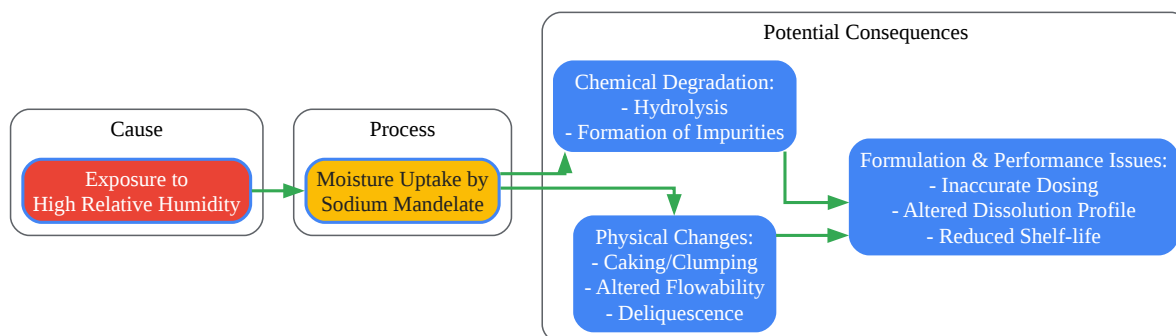 Cause
Exposure to
High Relative Humidity
Process
Moisture Uptake by
Sodium Mandelate
Potential Consequences
Chemical Degradation:
- Hydrolysis
- Formation of Impurities
Physical Changes:
- Caking/Clumping
- Altered Flowability
- Deliquescence
Formulation & Performance Issues:
- Inaccurate Dosing
- Altered Dissolution Profile
- Reduced Shelf-life